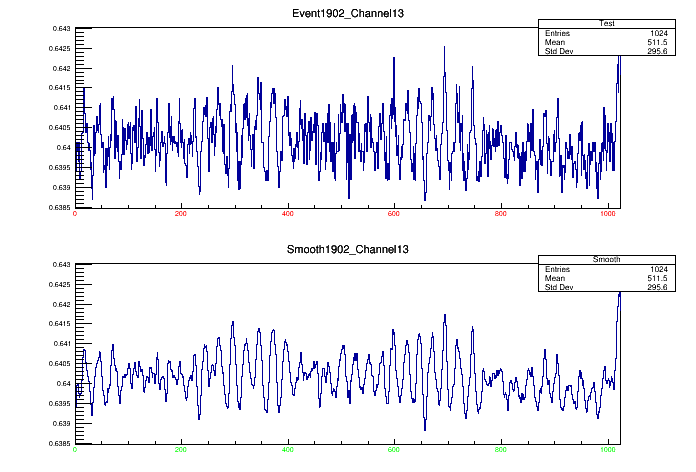 Event1902_Channel13
Test
Entries 1024
Mean 511.5
Std Dev 295.6
0.643
0.6425
0.642
0.6415
0.641
0.6405
0.64
0.6395
0.639
0.6385
0 200 400 600 800 1000
Smooth1902_Channel13
Smooth
Entries 1024
Mean 511.5
Std Dev 295.6
0.643
0.6425
0.642
0.6415
0.641
0.6405
0.64
0.6395
0.639
0.6385
0 200 400 600 800 1000